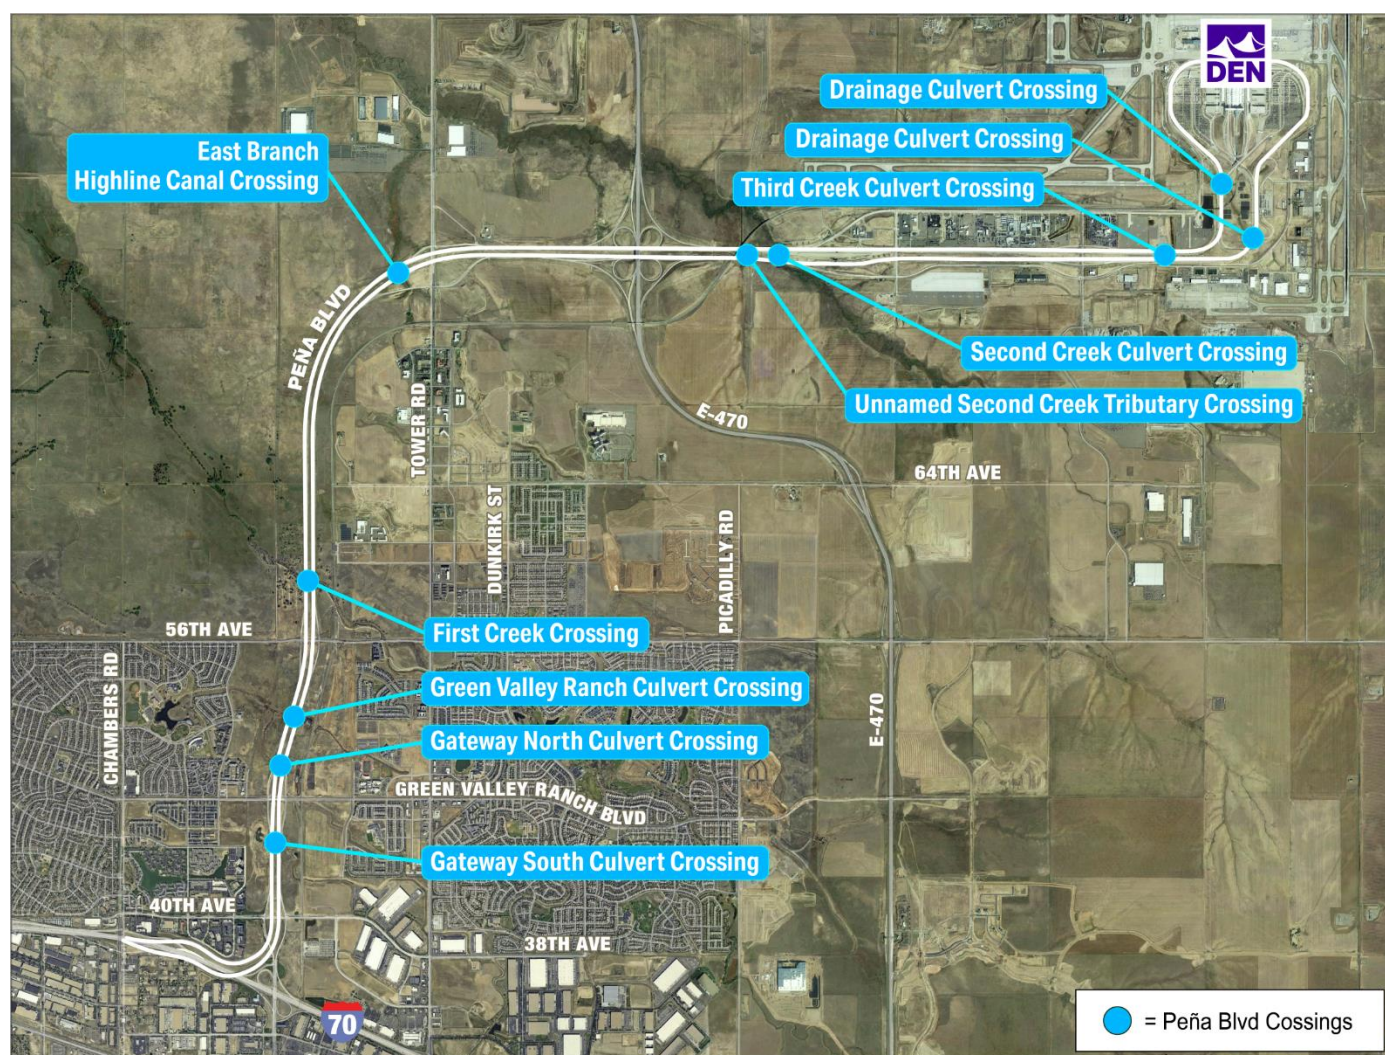 DEN
Drainage Culvert Crossing
Drainage Culvert Crossing
East Branch
Highline Canal Crossing
Third Creek Culvert Crossing
PEÑA BLVD
Second Creek Culvert Crossing
Unnamed Second Creek Tributary Crossing
TOWER RD
E-470
64TH AVE
DUNKIRK ST
PICADILLY RD
First Creek Crossing
56TH AVE
CHAMBERS RD
Green Valley Ranch Culvert Crossing
E-470
Gateway North Culvert Crossing
GREEN VALLEY RANCH BLVD
Gateway South Culvert Crossing
40TH AVE
38TH AVE
70
= Peña Blvd Cossings